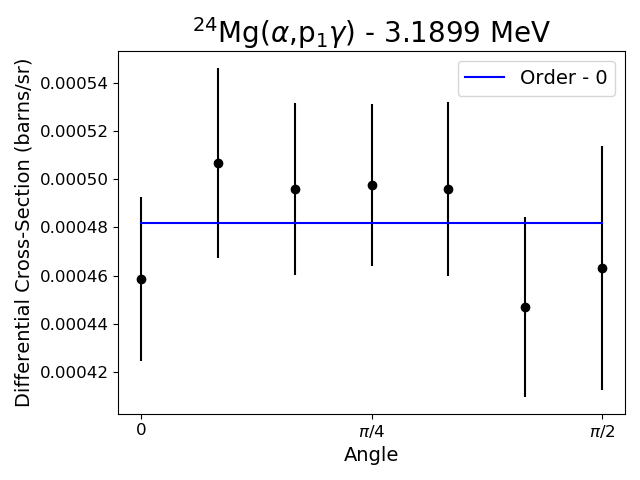 ²⁴Mg(α,p₁γ) - 3.1899 MeV
Order - 0
Differential Cross-Section (barns/sr)
0.00054
0.00052
0.00050
0.00048
0.00046
0.00044
0.00042
0
π/4
π/2
Angle